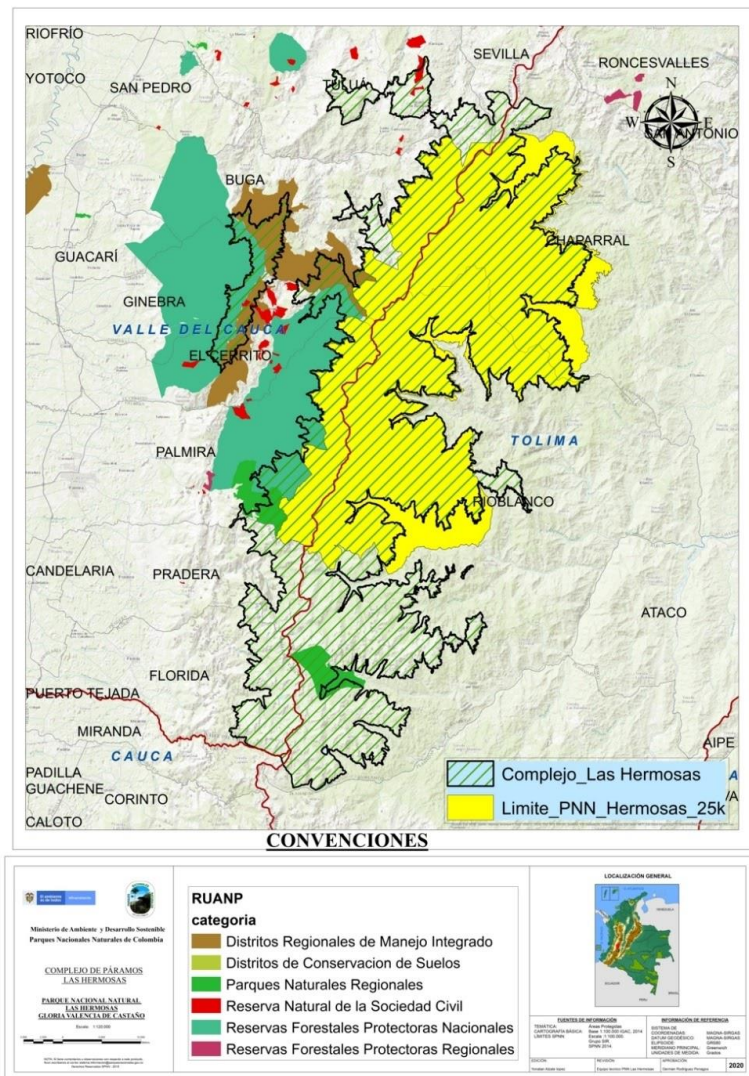 RIOFRÍO
SEVILLA
RONCESVALLES
YOTOCO
SAN PEDRO
TULUÁ
N
W E
S
SAN ANTONIO
BUGA
GUACARÍ
CHAPARRAL
GINEBRA
VALLE DEL CAUCA
EL CERRITO
TOLIMA
PALMIRA
RIOBLANCO
CANDELARIA
PRADERA
ATACO
FLORIDA
PUERTO TEJADA
MIRANDA
CAUCA
AIPE
PADILLA
GUACHENE
CORINTO
CALOTO
Complejo_Las Hermosas
Limite_PNN_Hermosas_25k
CONVENCIONES
Ministerio de Ambiente y Desarrollo Sostenible
Parques Nacionales Naturales de Colombia
COMPLEJO DE PÁRAMOS
LAS HERMOSAS
PARQUE NACIONAL NATURAL
LAS HERMOSAS
GLORIA VALENCIA DE CASTAÑO
RUANP
categoria
Distritos Regionales de Manejo Integrado
Distritos de Conservacion de Suelos
Parques Naturales Regionales
Reserva Natural de la Sociedad Civil
Reservas Forestales Protectoras Nacionales
Reservas Forestales Protectoras Regionales
LOCALIZACIÓN GENERAL
FUENTES DE INFORMACIÓN
INFORMACIÓN DE REFERENCIA
2020